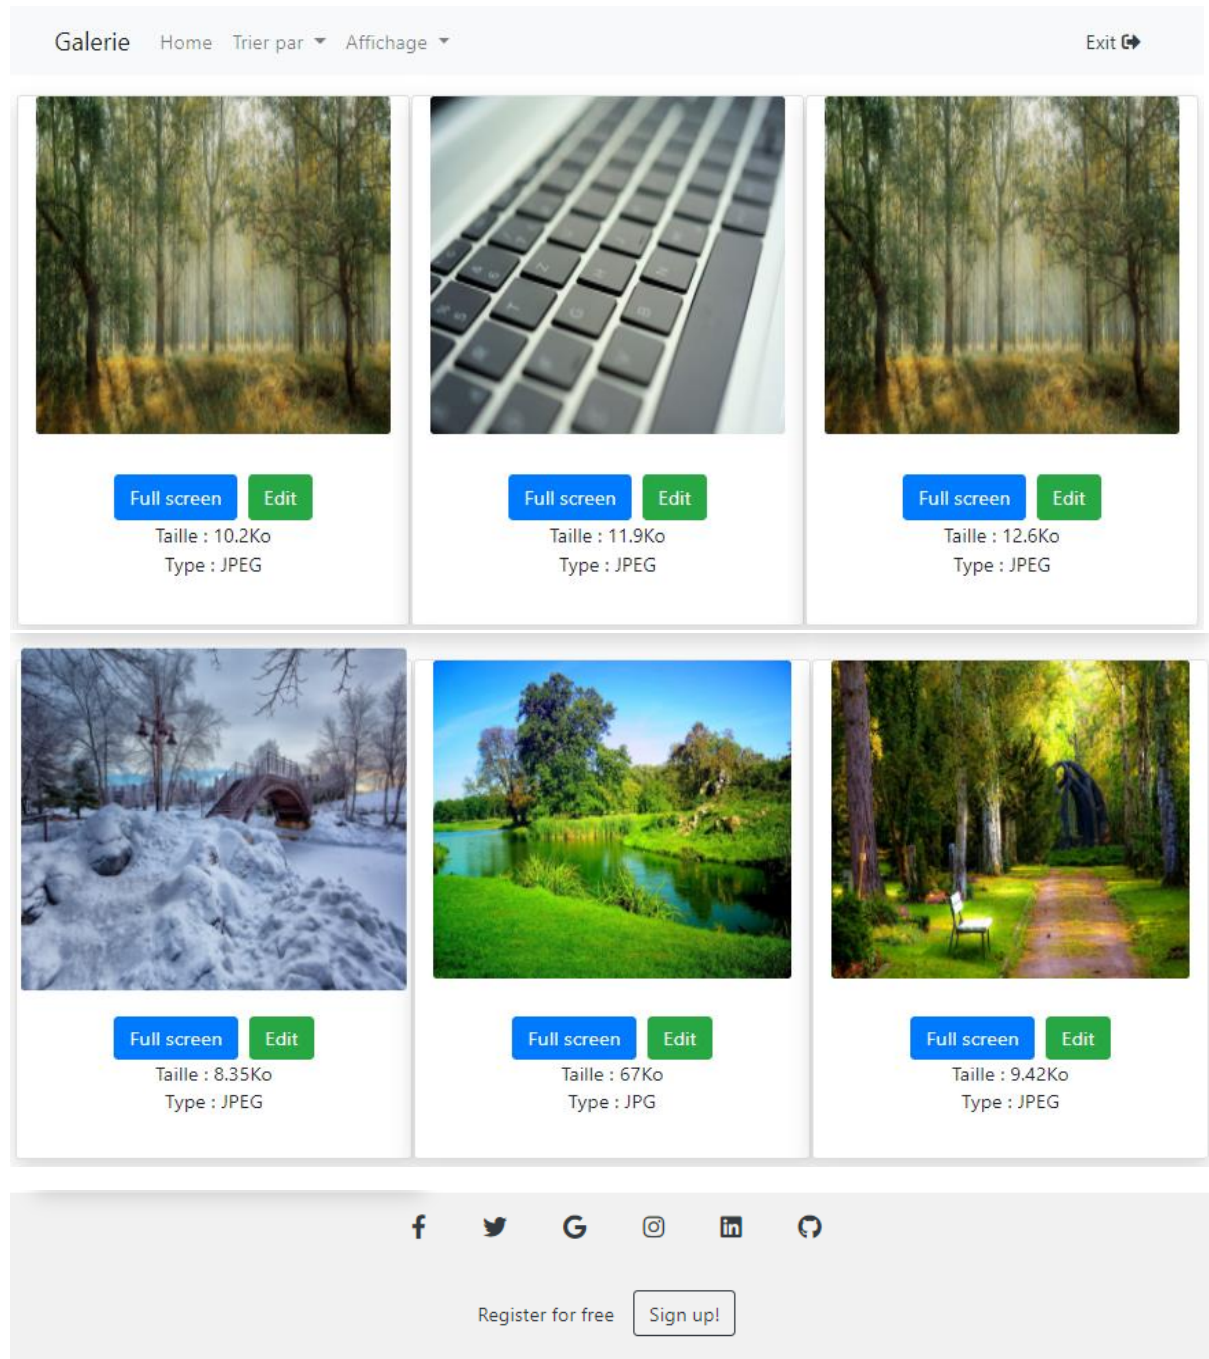 Galerie Home Trier par Affichage Exit
Full screen Edit Full screen Edit Full screen Edit
Taille : 10.2Ko Taille : 11.9Ko Taille : 12.6Ko
Type : JPEG Type : JPEG Type : JPEG
Full screen Edit Full screen Edit Full screen Edit
Taille : 8.35Ko Taille : 67Ko Taille : 9.42Ko
Type : JPEG Type : JPG Type : JPEG
Register for free Sign up!